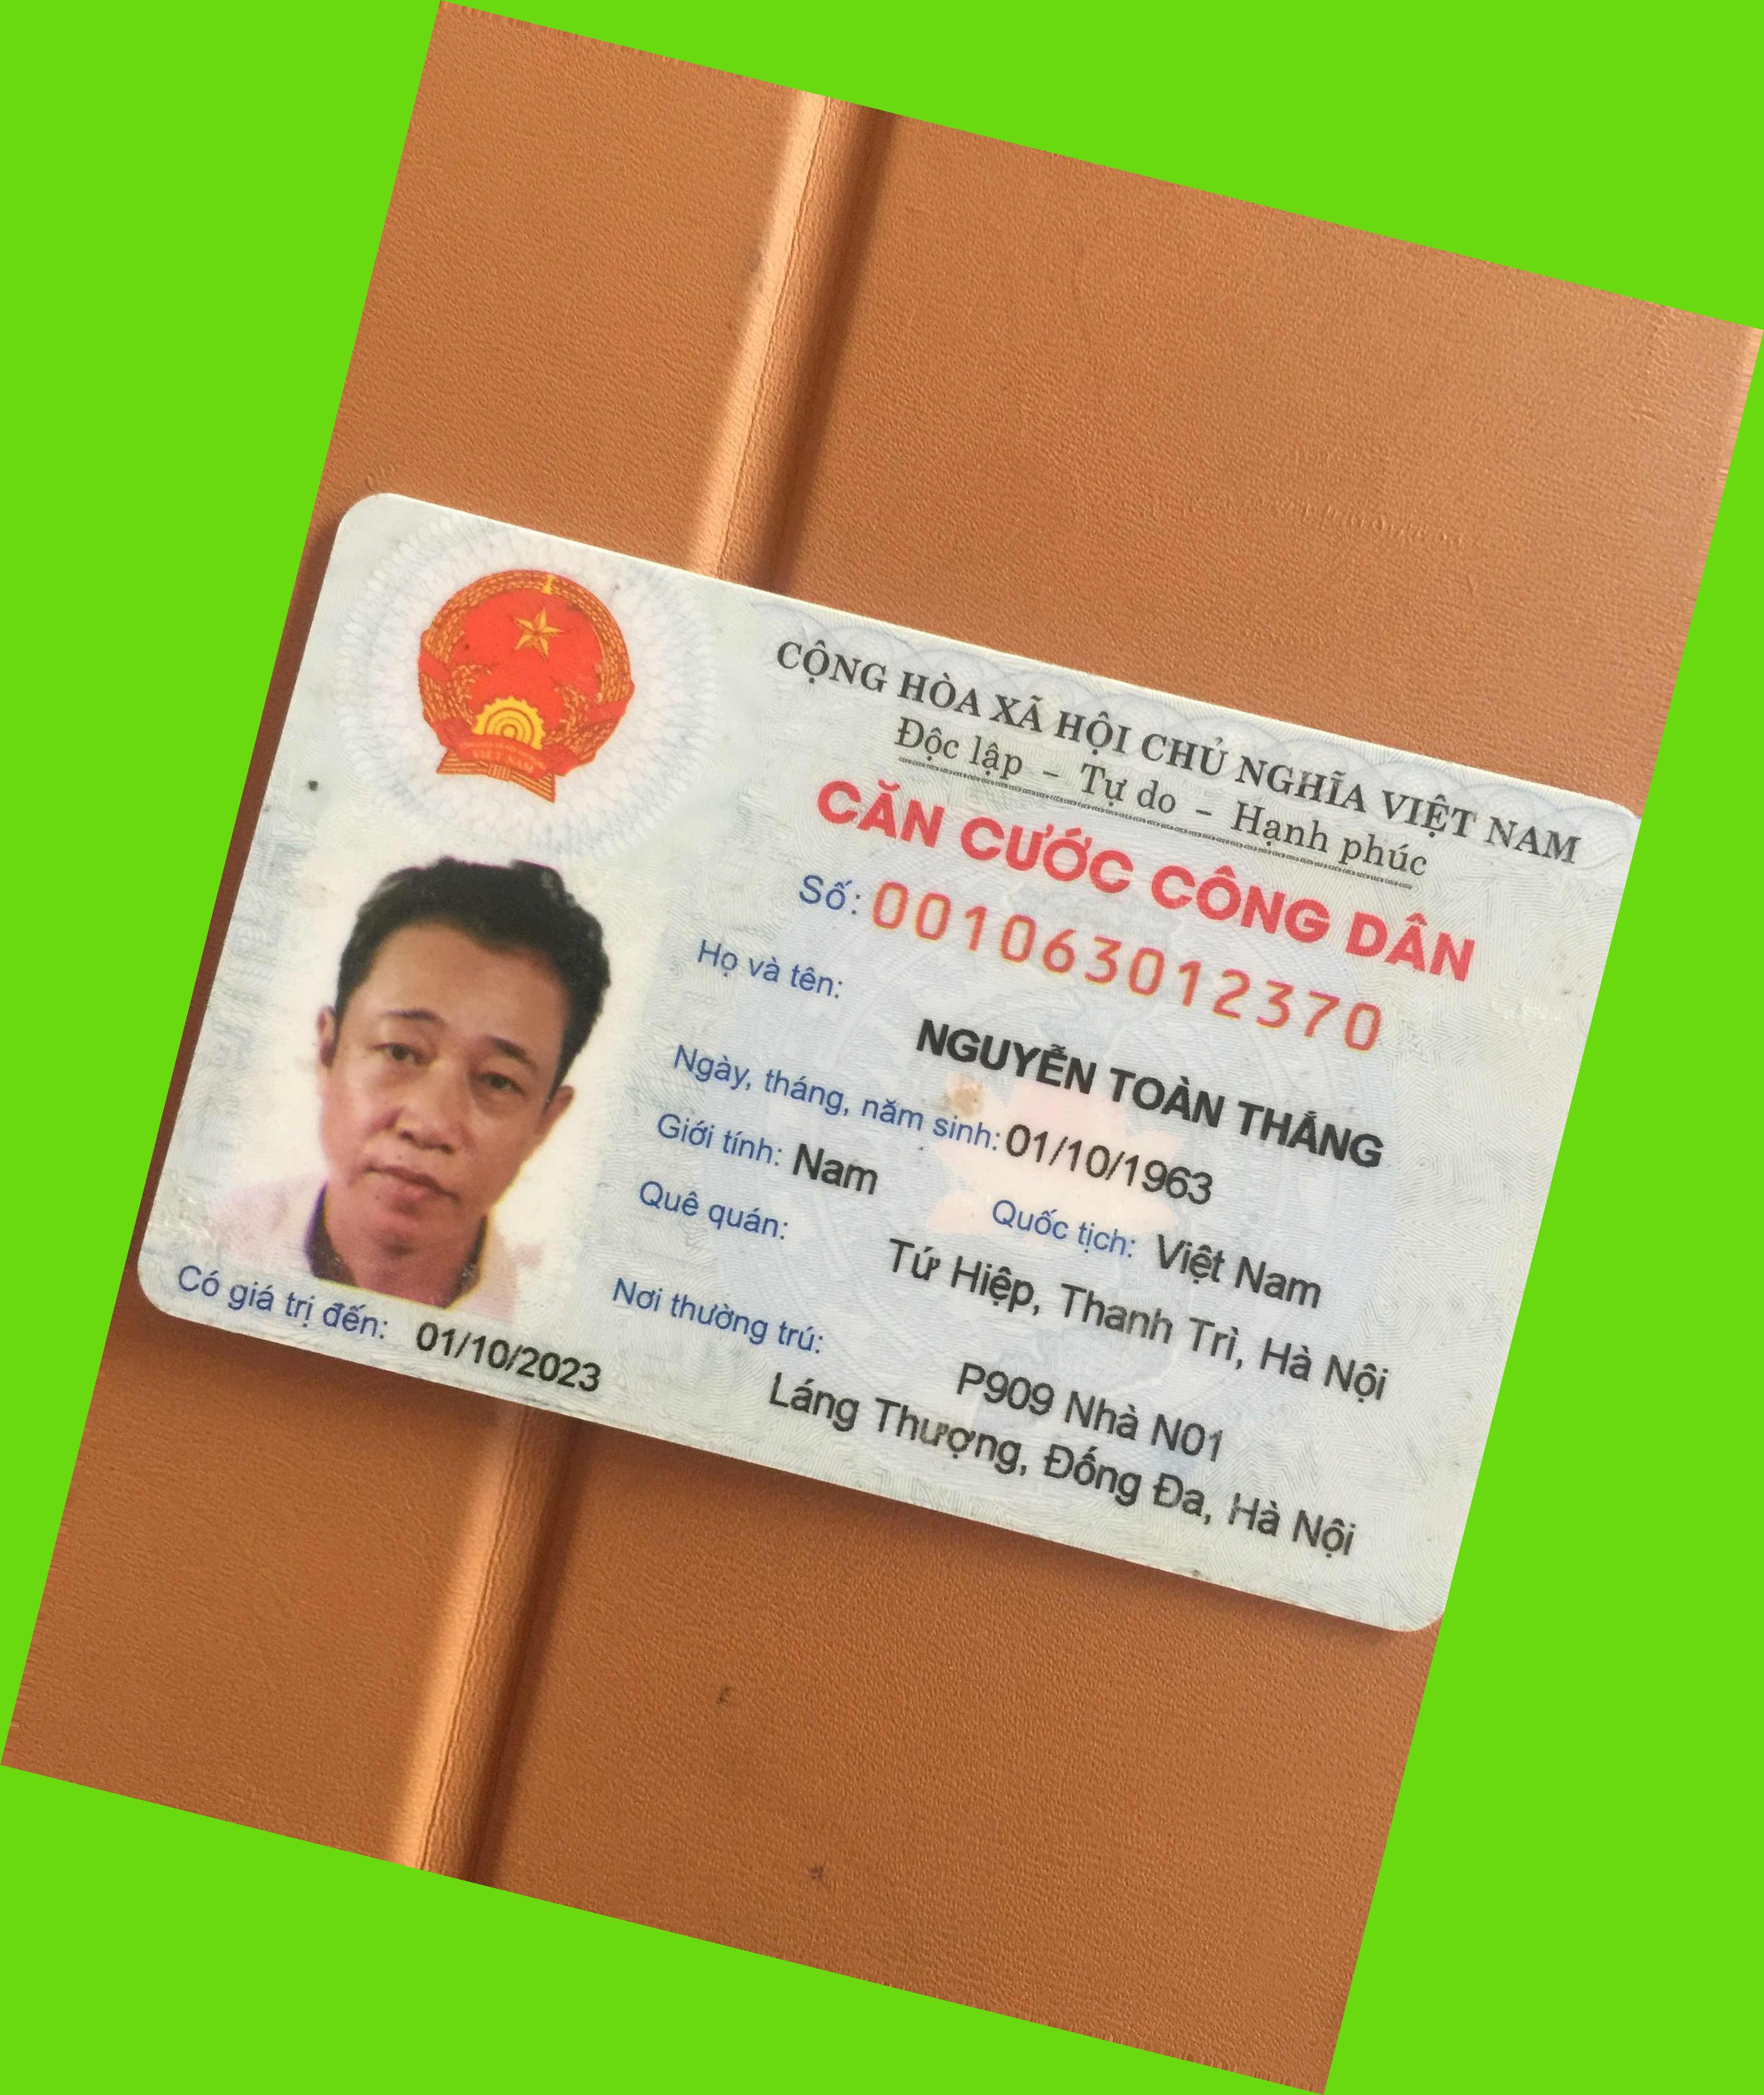 CỘNG HÒA XÃ HỘI CHỦ NGHĨA VIỆT NAM
Độc lập - Tự do - Hạnh phúc
CĂN CƯỚC CÔNG DÂN
Số: 001063012370
Họ và tên:
NGUYỄN TOÀN THẮNG
Ngày, tháng, năm sinh: 01/10/1963
Giới tính: Nam Quốc tịch: Việt Nam
Quê quán:
Tứ Hiệp, Thanh Trì, Hà Nội
Nơi thường trú:
P909 Nhà N01
Láng Thượng, Đống Đa, Hà Nội
Có giá trị đến: 01/10/2023